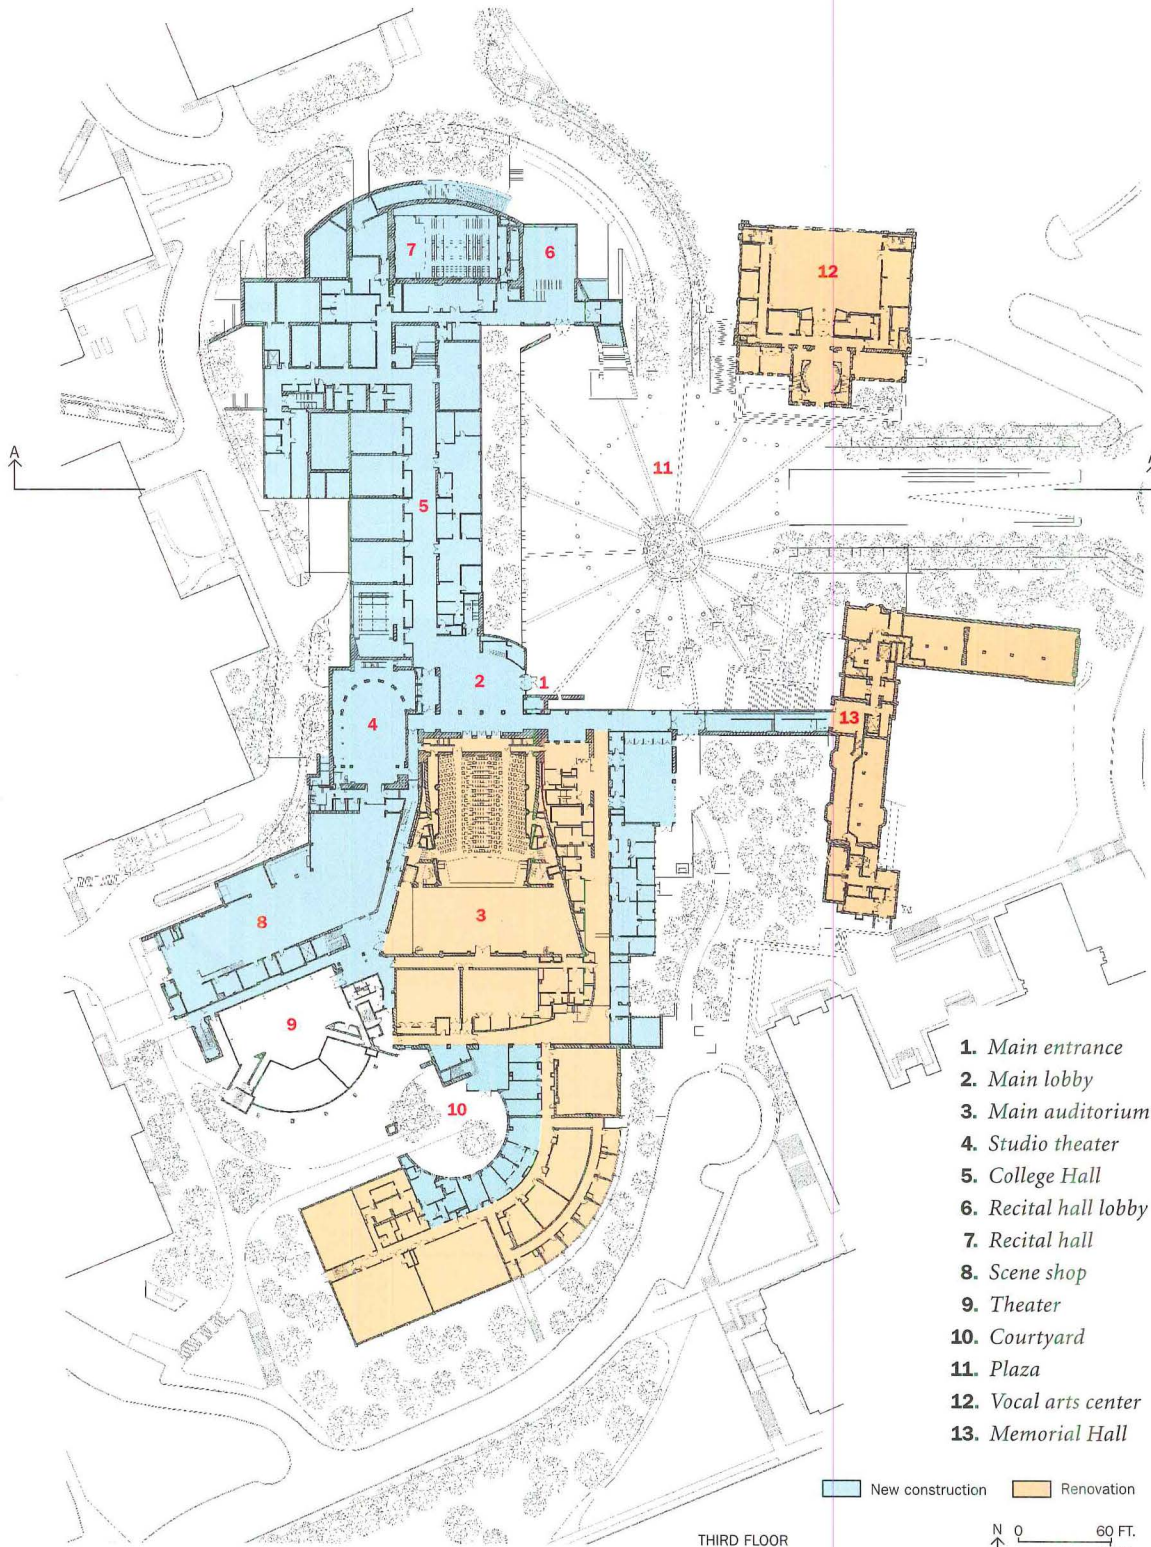 7
6
12
A
11
5
2
1
4
13
3
8
9
10
1. Main entrance
2. Main lobby
3. Main auditorium
4. Studio theater
5. College Hall
6. Recital hall lobby
7. Recital hall
8. Scene shop
9. Theater
10. Courtyard
11. Plaza
12. Vocal arts center
13. Memorial Hall
New construction Renovation
THIRD FLOOR N 0 60 FT.